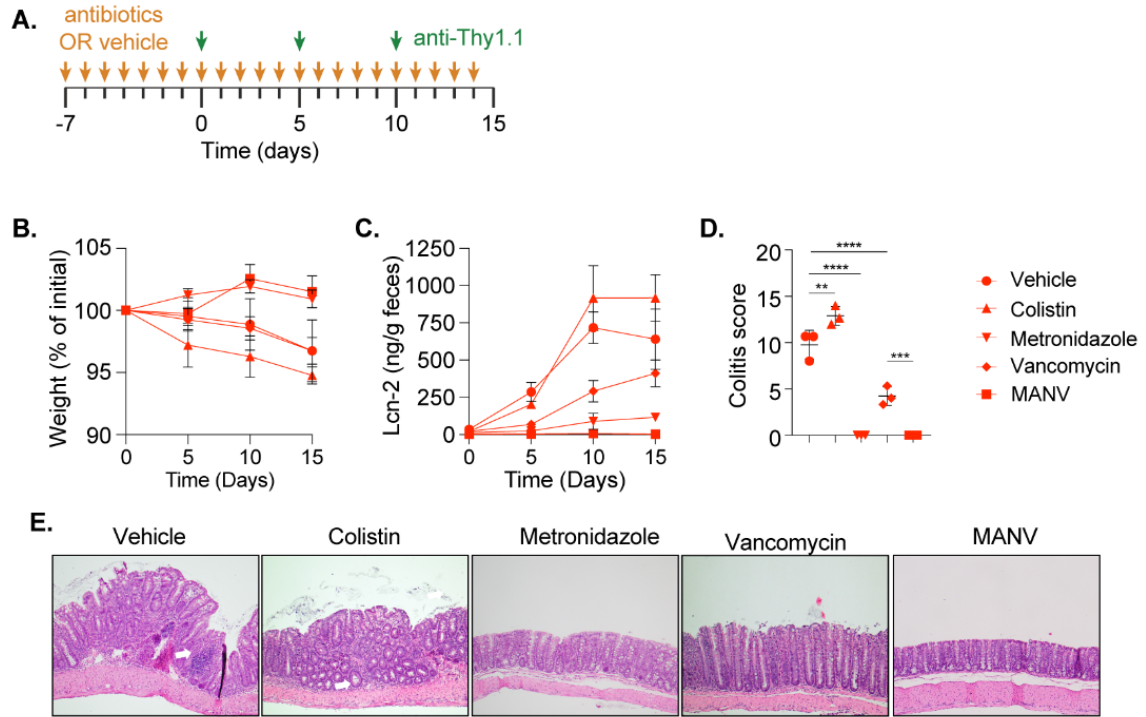 A.
antibiotics
OR vehicle
anti-Thy1.1
-7 0 5 10 15
Time (days)
B.
105
100
95
90
Weight (% of initial)
0 5 10 15
Time (Days)
C.
1250
1000
750
500
250
0
Lcn-2 (ng/g feces)
0 5 10 15
Time (Days)
D.
20
15
10
5
0
Colitis score
****
****
**
***
Vehicle
Colistin
Metronidazole
Vancomycin
MANV
E.
Vehicle Colistin Metronidazole Vancomycin MANV